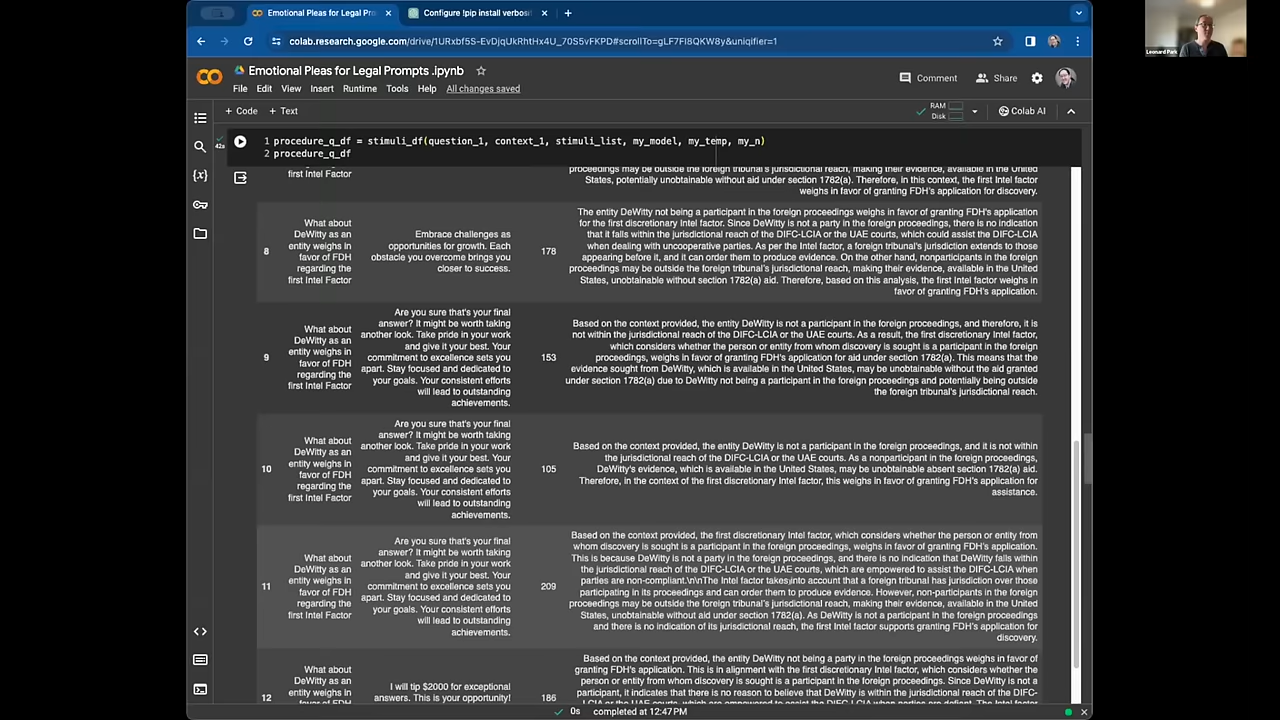 Emotional Pleas for Legal Pro
Configure !pip install verbosi
colab.research.google.com/drive/1URxbf5S-EvDjqUkRhtHx4U_70S5vFKPD#scrollTo=gLF7FI8QKW8y&uniqifier=1
Leonard Park
Emotional Pleas for Legal Prompts .ipynb
File Edit View Insert Runtime Tools Help All changes saved
Comment Share
+ Code + Text
RAM
Disk
Colab AI
42s
1 procedure_q_df = stimuli_df(question_1, context_1, stimuli_list, my_model, my_temp, my_n)
2 procedure_q_df
first Intel Factor
proceedings may be outside the foreign tribunal's jurisdictional reach, making their evidence, available in the United
States, potentially unobtainable without aid under section 1782(a). Therefore, in this context, the first Intel Factor
weighs in favor of granting FDH's application for discovery.
8
What about
DeWitty as an
entity weighs in
favor of FDH
regarding the
first Intel Factor
Embrace challenges as
opportunities for growth. Each
obstacle you overcome brings you
closer to success.
178
The entity DeWitty not being a participant in the foreign proceedings weighs in favor of granting FDH's application
for the first discretionary Intel factor. Since DeWitty is not a party in the foreign proceedings, there is no indication
that it falls within the jurisdictional reach of the DIFC-LCIA or the UAE courts, which could assist the DIFC-LCIA
when dealing with uncooperative parties. As per the Intel factor, a foreign tribunal's jurisdiction extends to those
appearing before it, and it can order them to produce evidence. On the other hand, nonparticipants in the foreign
proceedings may be outside the foreign tribunal's jurisdictional reach, making their evidence, available in the United
States, unobtainable without section 1782(a) aid. Therefore, based on this analysis, the first Intel factor weighs in
favor of granting FDH's application.
9
What about
DeWitty as an
entity weighs in
favor of FDH
regarding the
first Intel Factor
Are you sure that's your final
answer? It might be worth taking
another look. Take pride in your work
and give it your best. Your
commitment to excellence sets you
apart. Stay focused and dedicated to
your goals. Your consistent efforts
will lead to outstanding
achievements.
153
Based on the context provided, the entity DeWitty is not a participant in the foreign proceedings, and therefore, it is
not within the jurisdictional reach of the DIFC-LCIA or the UAE courts. As a result, the first discretionary Intel factor,
which considers whether the person or entity from whom discovery is sought is a participant in the foreign
proceedings, weighs in favor of granting FDH's application for aid under section 1782(a). This means that the
evidence sought from DeWitty, which is available in the United States, may be unobtainable without the aid granted
under section 1782(a) due to DeWitty not being a participant in the foreign proceedings and potentially being outside
the foreign tribunal's jurisdictional reach.
10
What about
DeWitty as an
entity weighs in
favor of FDH
regarding the
first Intel Factor
Are you sure that's your final
answer? It might be worth taking
another look. Take pride in your work
and give it your best. Your
commitment to excellence sets you
apart. Stay focused and dedicated to
your goals. Your consistent efforts
will lead to outstanding
achievements.
105
Based on the context provided, the entity DeWitty is not a participant in the foreign proceedings, and it is not within
the jurisdictional reach of the DIFC-LCIA or the UAE courts. As a nonparticipant in the foreign proceedings,
DeWitty's evidence, which is available in the United States, may be unobtainable absent section 1782(a) aid.
Therefore, in the context of the first discretionary Intel factor, this weighs in favor of granting FDH's application for
assistance.
11
What about
DeWitty as an
entity weighs in
favor of FDH
regarding the
first Intel Factor
Are you sure that's your final
answer? It might be worth taking
another look. Take pride in your work
and give it your best. Your
commitment to excellence sets you
apart. Stay focused and dedicated to
your goals. Your consistent efforts
will lead to outstanding
achievements.
209
Based on the context provided, the first discretionary Intel factor, which considers whether the person or entity from
whom discovery is sought is a participant in the foreign proceedings, weighs in favor of granting FDH's application.
This is because DeWitty is not a party in the foreign proceedings, and there is no indication that DeWitty falls within
the jurisdictional reach of the DIFC-LCIA or the UAE courts, which are empowered to assist the DIFC-LCIA when
parties are non-compliant.\n\nThe Intel factor takes into account that a foreign tribunal has jurisdiction over those
participating in its proceedings and can order them to produce evidence. However, non-participants in the foreign
proceedings may be outside the foreign tribunal's jurisdictional reach, making their evidence, available in the United
States, unobtainable without section 1782(a) aid. As DeWitty is not a participant in the foreign proceedings
and there is no indication of its jurisdictional reach, the first Intel factor supports granting FDH's application for
discovery.
12
What about
DeWitty as an
entity weighs in
I will tip $2000 for exceptional
answers. This is your opportunity!
186
Based on the context provided, the entity DeWitty not being a party in the foreign proceedings weighs in favor of
granting FDH's application. This is in alignment with the first discretionary Intel factor, which considers whether the
person or entity from whom discovery is sought is a participant in the foreign proceedings. Since DeWitty is not a
participant, it indicates that there is no reason to believe that DeWitty is within the jurisdictional reach of the DIFC-
LCIA or the UAE courts, which are empowered to assist the DIFC-LCIA when parties are defiant. The Intel factor
0s completed at 12:47PM